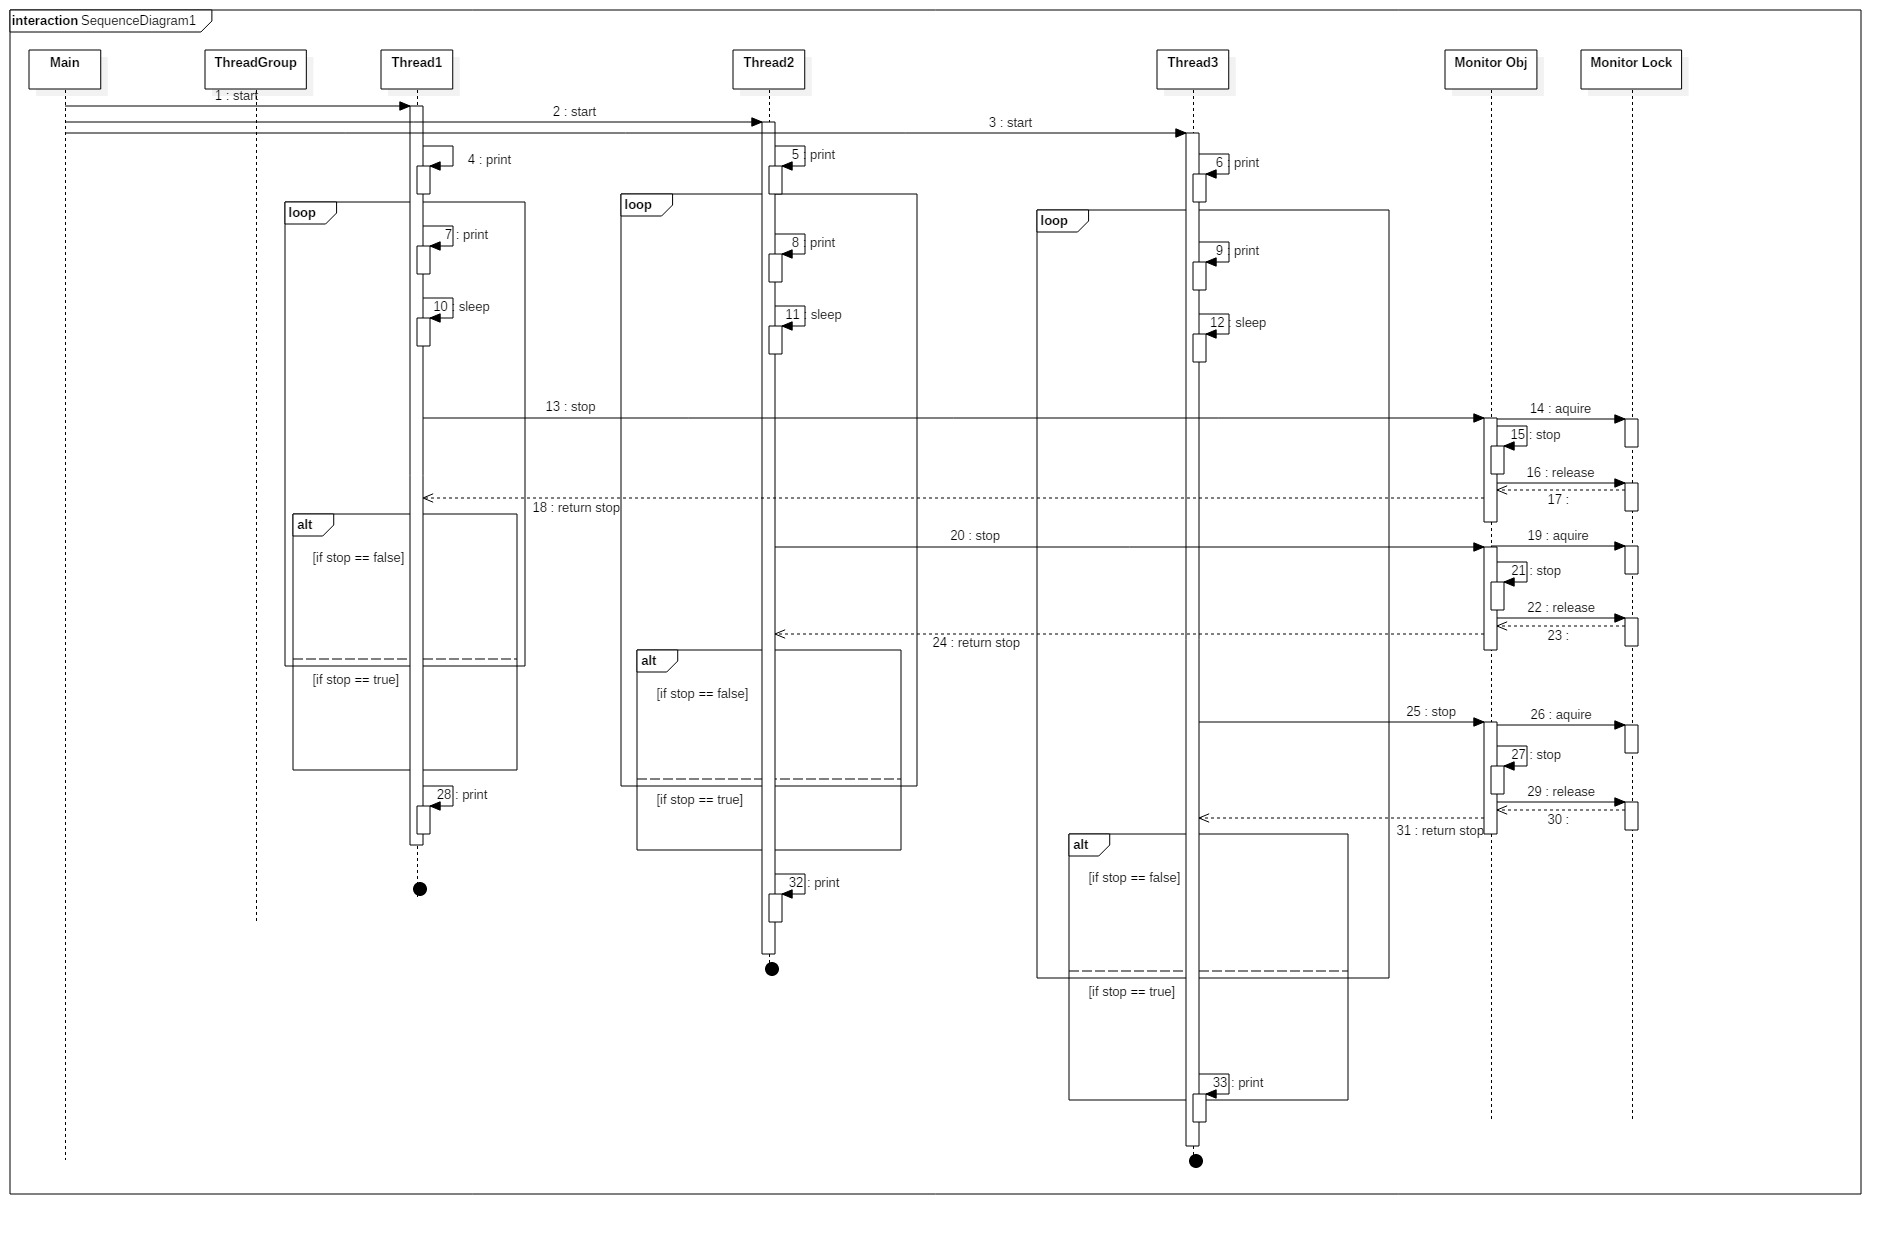 interaction SequenceDiagram1
Main
ThreadGroup
Thread1
Thread2
Thread3
Monitor Obj
Monitor Lock
1 : start
2 : start
3 : start
4 : print
5 : print
6 : print
loop
loop
loop
7 : print
8 : print
9 : print
10 : sleep
11 : sleep
12 : sleep
13 : stop
14 : aquire
15 : stop
16 : release
17 :
18 : return stop
alt
[if stop == false]
20 : stop
19 : aquire
21 : stop
22 : release
23 :
24 : return stop
alt
[if stop == true]
[if stop == false]
25 : stop
26 : aquire
27 : stop
28 : print
[if stop == true]
29 : release
30 :
31 : return stop
alt
32 : print
[if stop == false]
[if stop == true]
33 : print